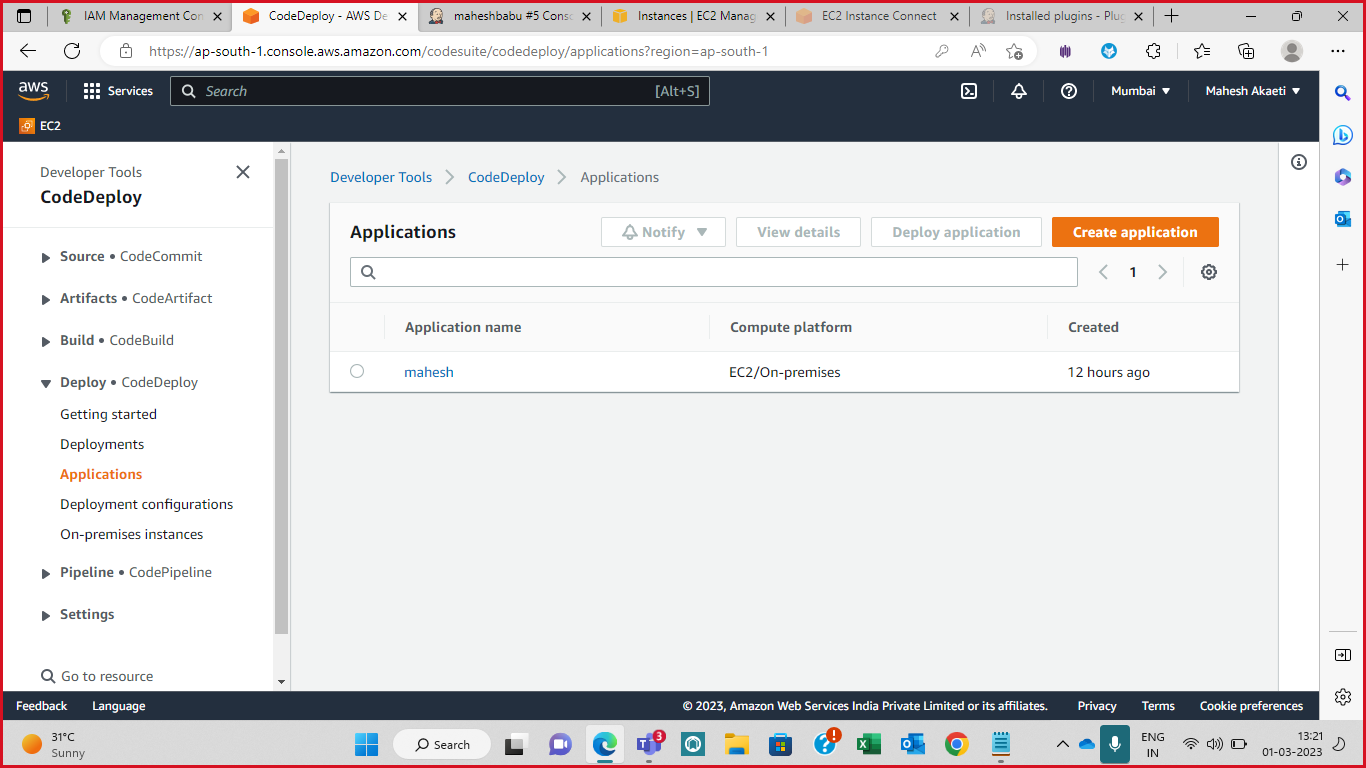 IAM Management Con
CodeDeploy - AWS De
maheshbabu #5 Conso
Instances | EC2 Manag
EC2 Instance Connect
Installed plugins - Plug
https://ap-south-1.console.aws.amazon.com/codesuite/codedeploy/applications?region=ap-south-1
aws
Services
Search
[Alt+S]
Mumbai
Mahesh Akaeti
EC2
Developer Tools
CodeDeploy
Source • CodeCommit
Artifacts • CodeArtifact
Build • CodeBuild
Deploy • CodeDeploy
Getting started
Deployments
Applications
Deployment configurations
On-premises instances
Pipeline • CodePipeline
Settings
Go to resource
Developer Tools
CodeDeploy
Applications
Applications
Notify
View details
Deploy application
Create application
1
Application name
Compute platform
Created
mahesh
EC2/On-premises
12 hours ago
Feedback
Language
© 2023, Amazon Web Services India Private Limited or its affiliates.
Privacy
Terms
Cookie preferences
31°C
Sunny
Search
3
ENG
IN
13:21
01-03-2023